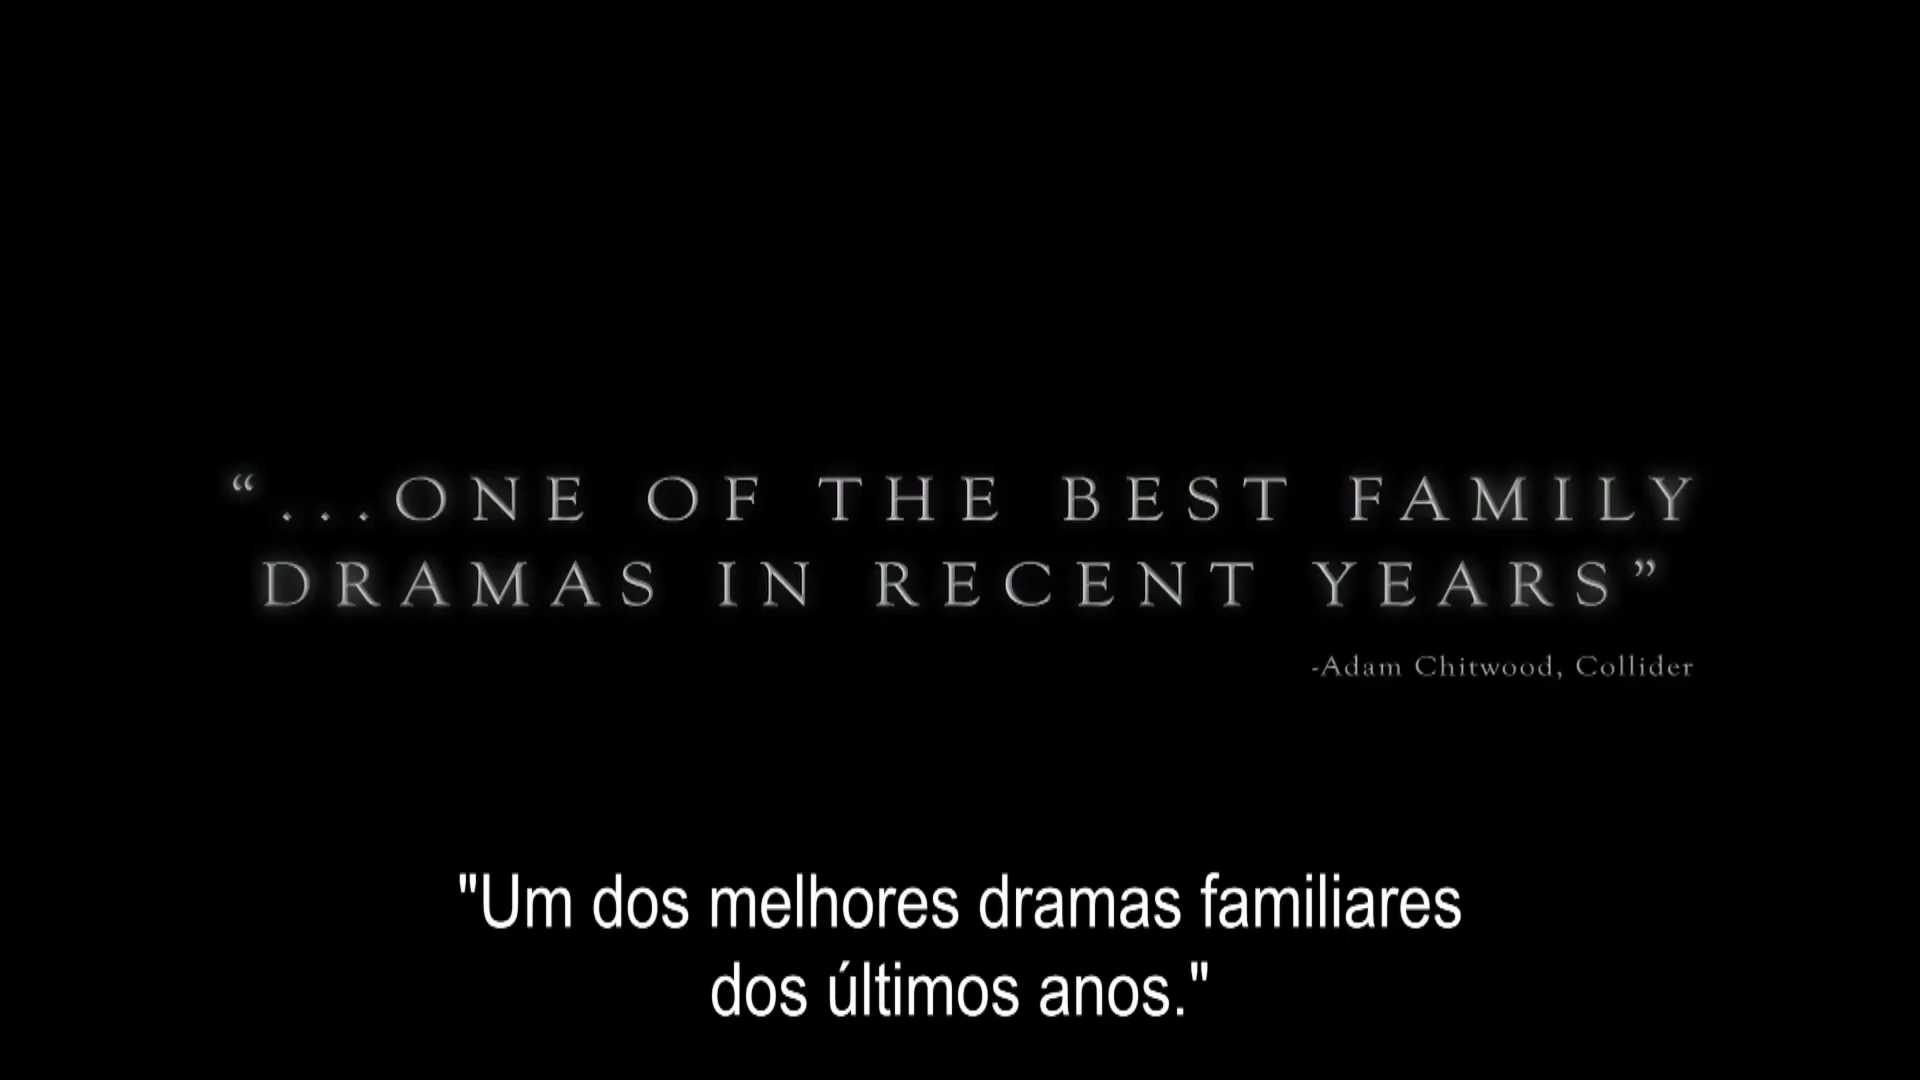 “...ONE OF THE BEST FAMILY
DRAMAS IN RECENT YEARS”
-Adam Chitwood, Collider
"Um dos melhores dramas familiares
dos últimos anos."